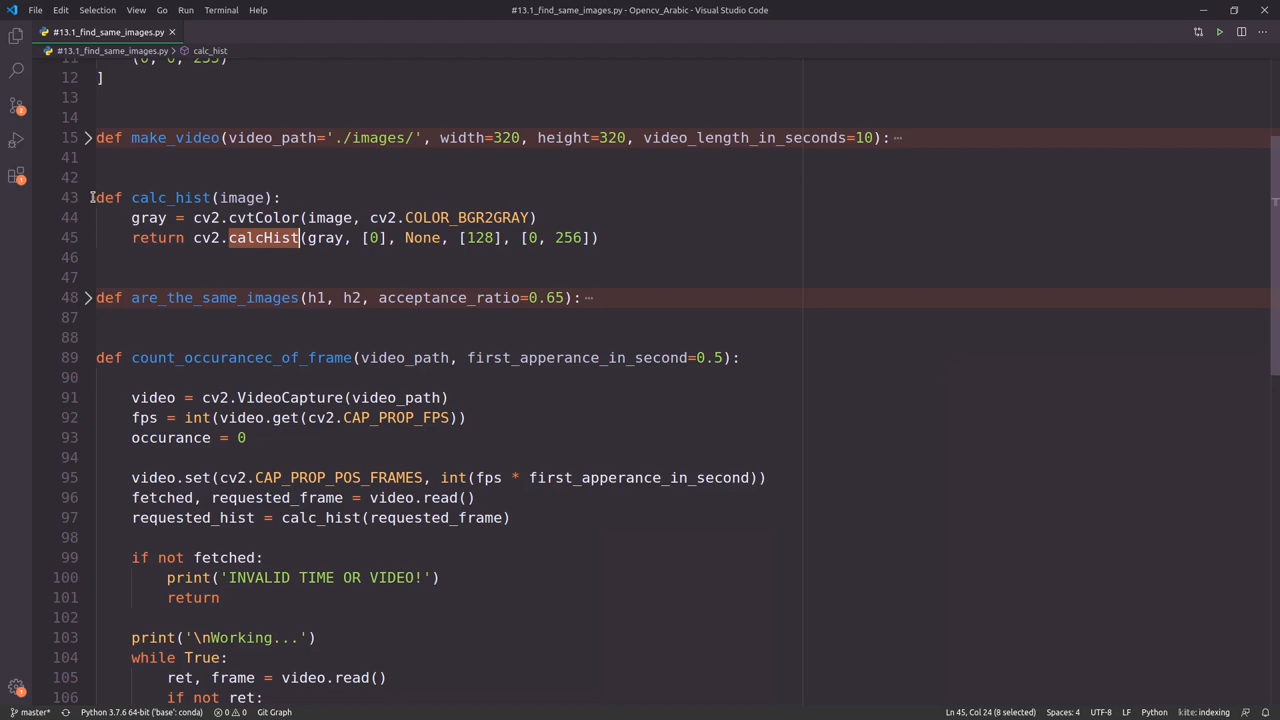 File Edit Selection View Go Run Terminal Help
#13.1_find_same_images.py - Opencv_Arabic - Visual Studio Code
#13.1_find_same_images.py
#13.1_find_same_images.py > calc_hist
11 (0, 0, 255)
12 ]
13
14
15 def make_video(video_path='./images/', width=320, height=320, video_length_in_seconds=10): ⋯
41
42
43 def calc_hist(image):
44 gray = cv2.cvtColor(image, cv2.COLOR_BGR2GRAY)
45 return cv2.calcHist(gray, [0], None, [128], [0, 256])
46
47
48 def are_the_same_images(h1, h2, acceptance_ratio=0.65): ⋯
87
88
89 def count_occurancec_of_frame(video_path, first_apperance_in_second=0.5):
90
91 video = cv2.VideoCapture(video_path)
92 fps = int(video.get(cv2.CAP_PROP_FPS))
93 occurance = 0
94
95 video.set(cv2.CAP_PROP_POS_FRAMES, int(fps * first_apperance_in_second))
96 fetched, requested_frame = video.read()
97 requested_hist = calc_hist(requested_frame)
98
99 if not fetched:
100 print('INVALID TIME OR VIDEO!')
101 return
102
103 print('\nWorking...')
104 while True:
105 ret, frame = video.read()
106 if not ret:
master* Python 3.7.6 64-bit ('base': conda) 0 0 Git Graph Ln 45, Col 24 (8 selected) Spaces: 4 UTF-8 LF Python kite: indexing